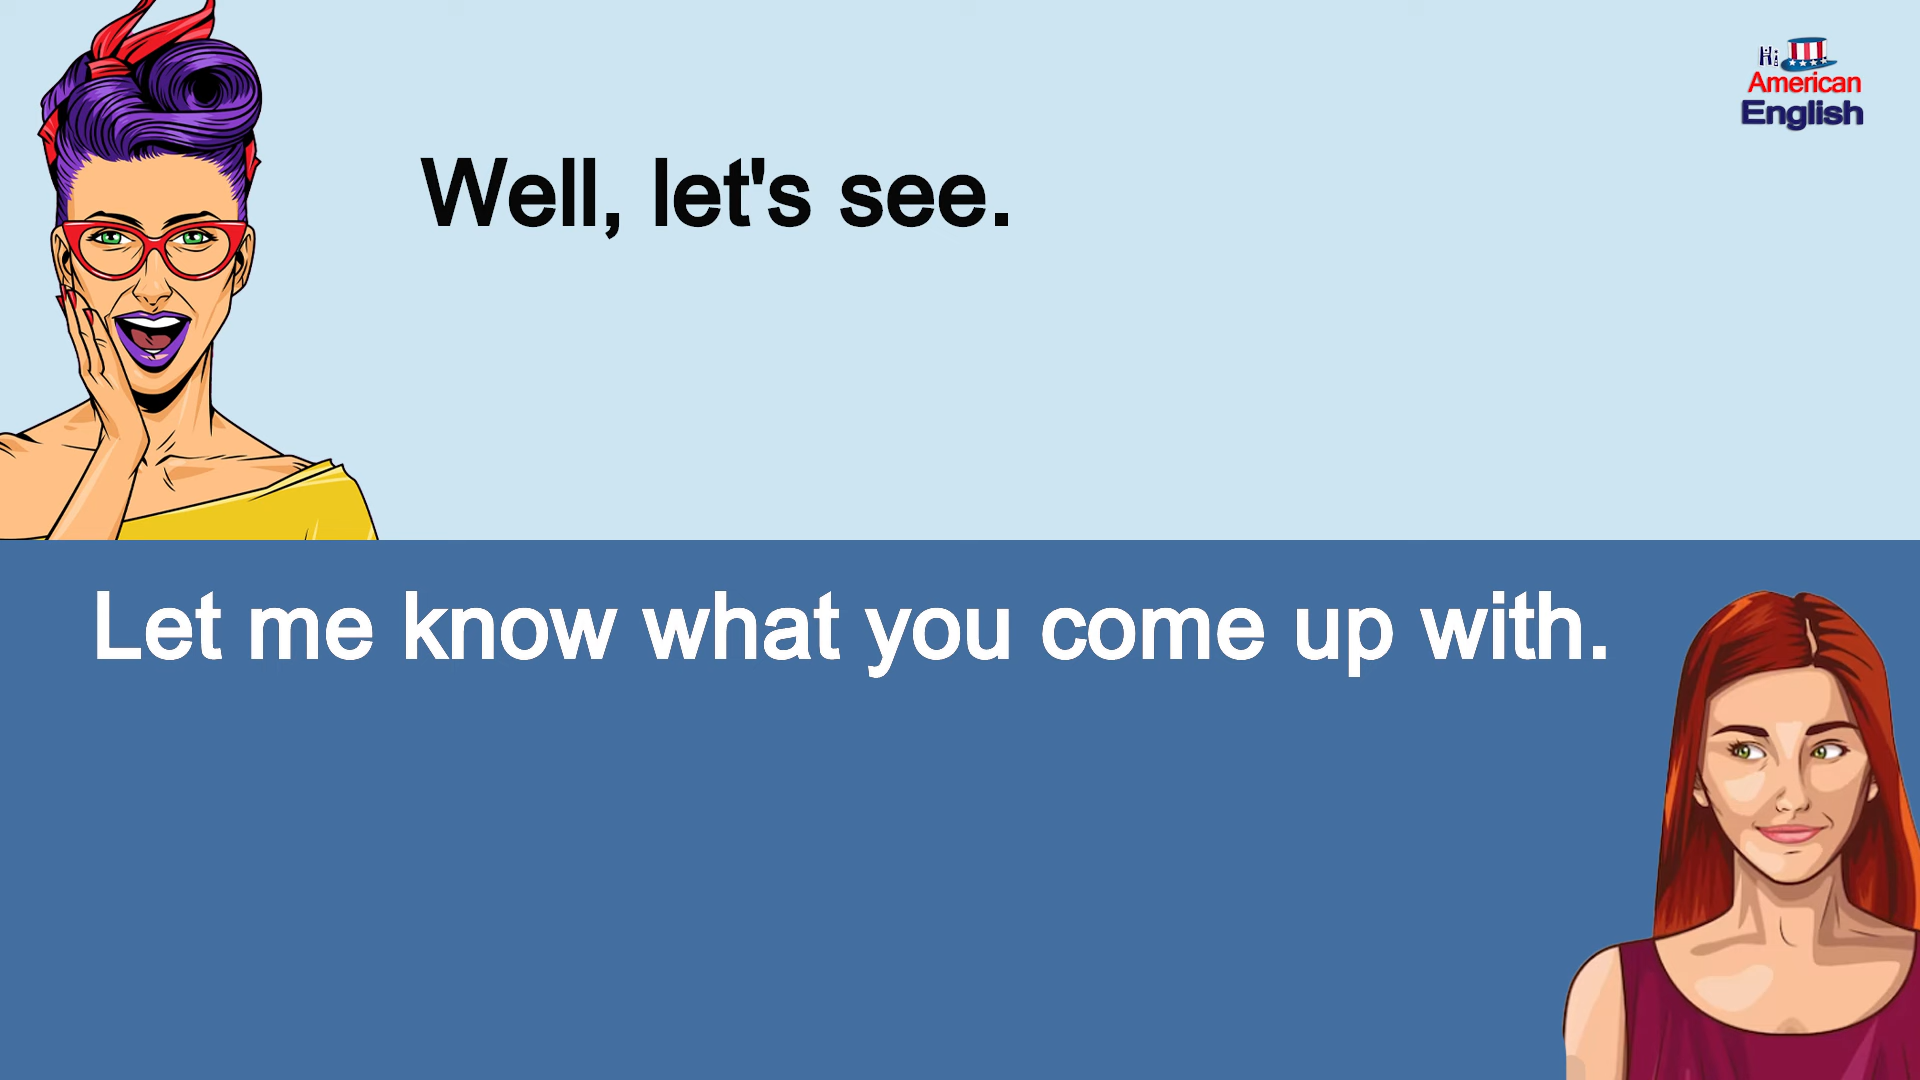 Hi
American
English
Well, let's see.
Let me know what you come up with.